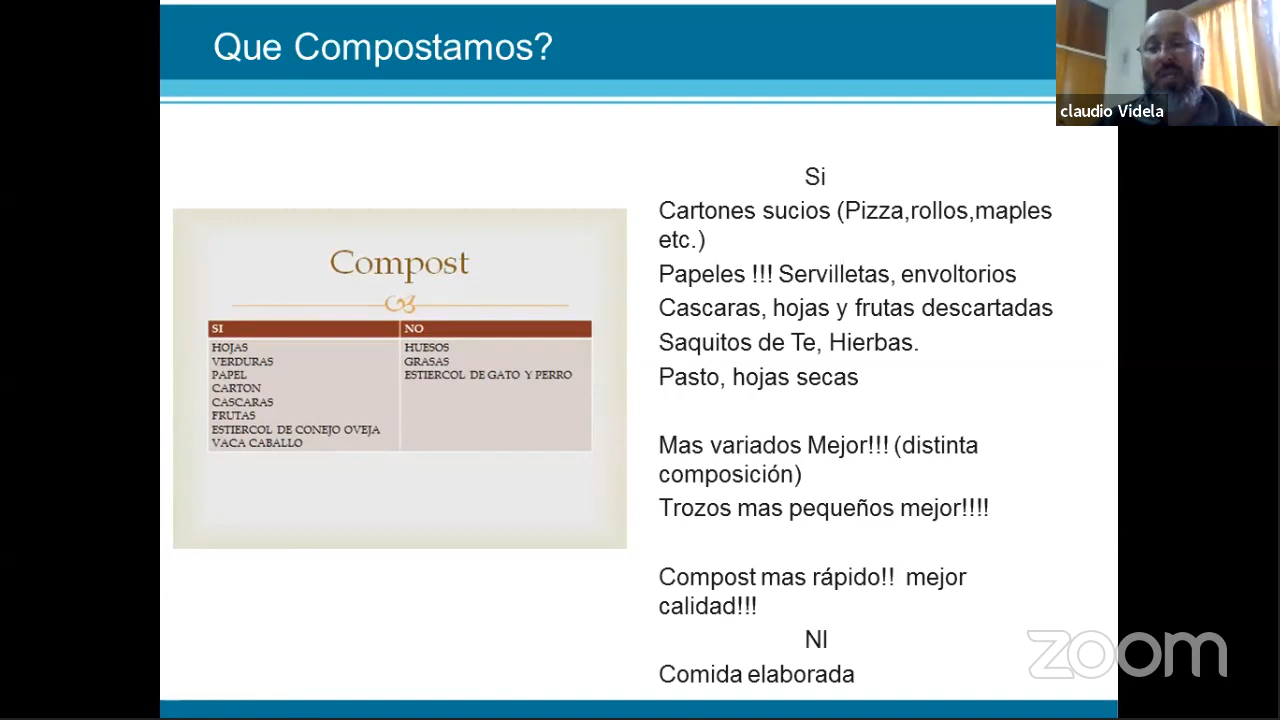 Que Compostamos?
claudio Videla
Compost
SI
NO
HOJAS
VERDURAS
PAPEL
CARTON
CASCARAS
FRUTAS
ESTIERCOL DE CONEJO OVEJA
VACA CABALLO
HUESOS
GRASAS
ESTIERCOL DE GATO Y PERRO
Si
Cartones sucios (Pizza,rollos,maples
etc.)
Papeles !!! Servilletas, envoltorios
Cascaras, hojas y frutas descartadas
Saquitos de Te, Hierbas.
Pasto, hojas secas
Mas variados Mejor!!! (distinta
composición)
Trozos mas pequeños mejor!!!!
Compost mas rápido!!  mejor
calidad!!!
NI
Comida elaborada
zoom